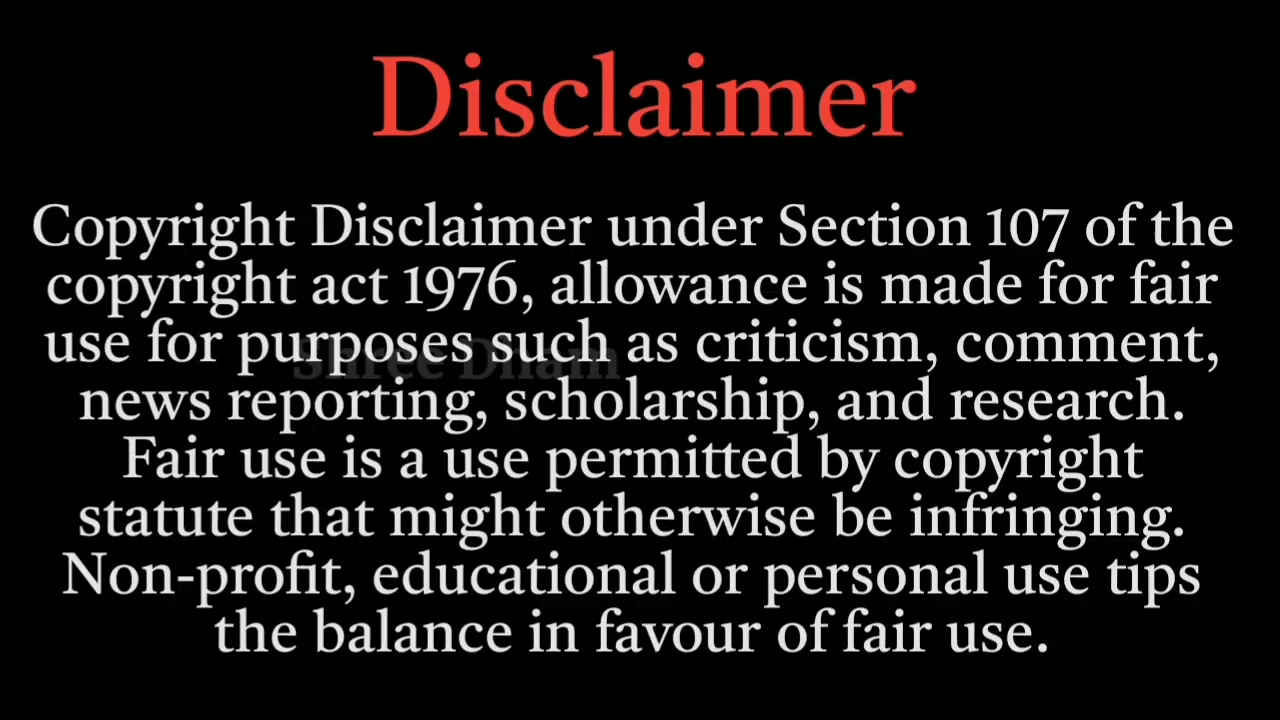 Disclaimer
Copyright Disclaimer under Section 107 of the
copyright act 1976, allowance is made for fair
use for purposes such as criticism, comment,
Shree Dham
news reporting, scholarship, and research.
Fair use is a use permitted by copyright
statute that might otherwise be infringing.
Non-profit, educational or personal use tips
the balance in favour of fair use.